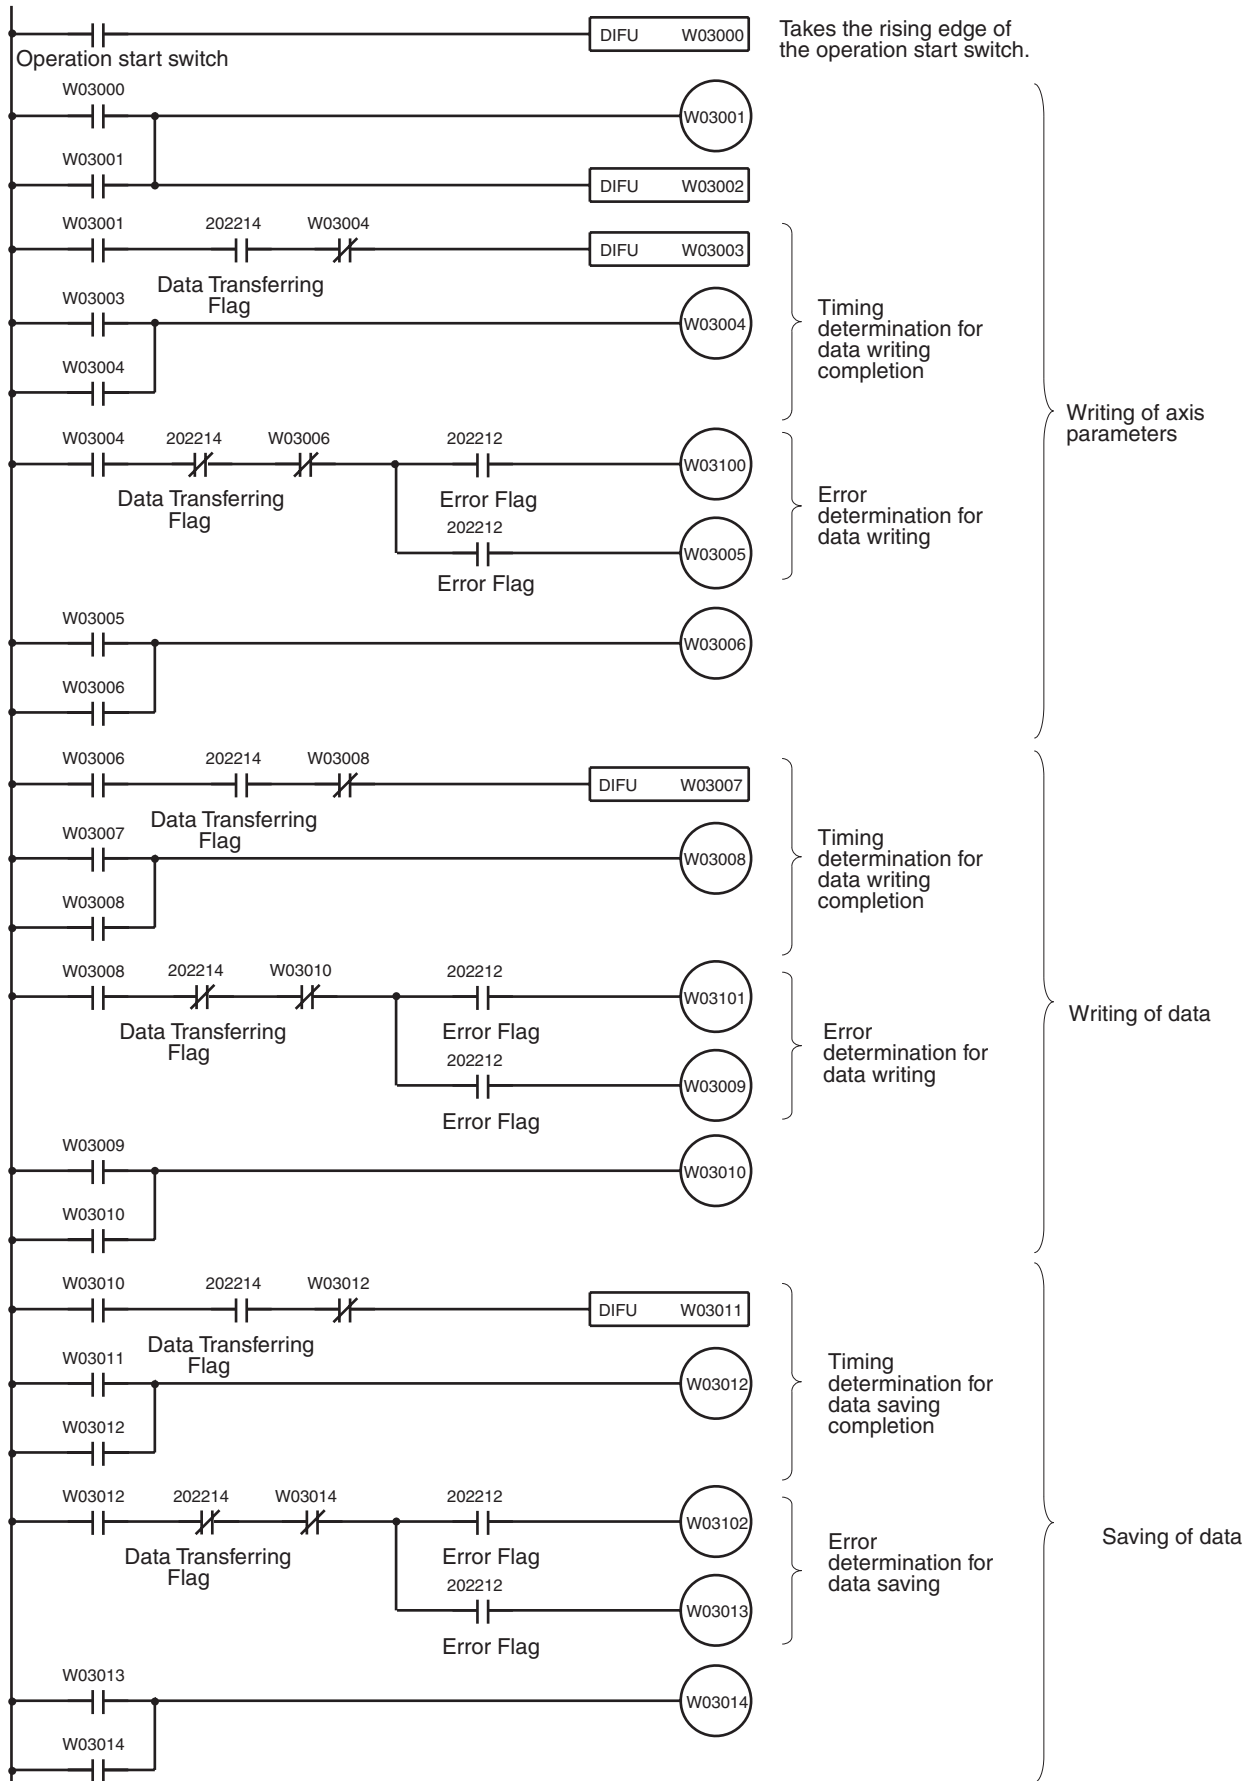 DIFU W03000
Takes the rising edge of
the operation start switch.
Operation start switch
W03000
W03001
W03001
DIFU W03002
W03001 202214 W03004
DIFU W03003
Data Transferring
Flag
W03003
W03004
W03004
Timing
determination for
data writing
completion
W03004 202214 W03006 202212
W03100
Data Transferring
Flag
Error Flag
202212
W03005
Error Flag
Error
determination for
data writing
Writing of axis
parameters
W03005
W03006
W03006
W03006 202214 W03008
DIFU W03007
Data Transferring
Flag
W03007
W03008
W03008
Timing
determination for
data writing
completion
W03008 202214 W03010 202212
W03101
Data Transferring
Flag
Error Flag
202212
W03009
Error Flag
Error
determination for
data writing
Writing of data
W03009
W03010
W03010
W03010 202214 W03012
DIFU W03011
Data Transferring
Flag
W03011
W03012
W03012
Timing
determination for
data saving
completion
W03012 202214 W03014 202212
W03102
Data Transferring
Flag
Error Flag
202212
W03013
Error Flag
Error
determination for
data saving
Saving of data
W03013
W03014
W03014